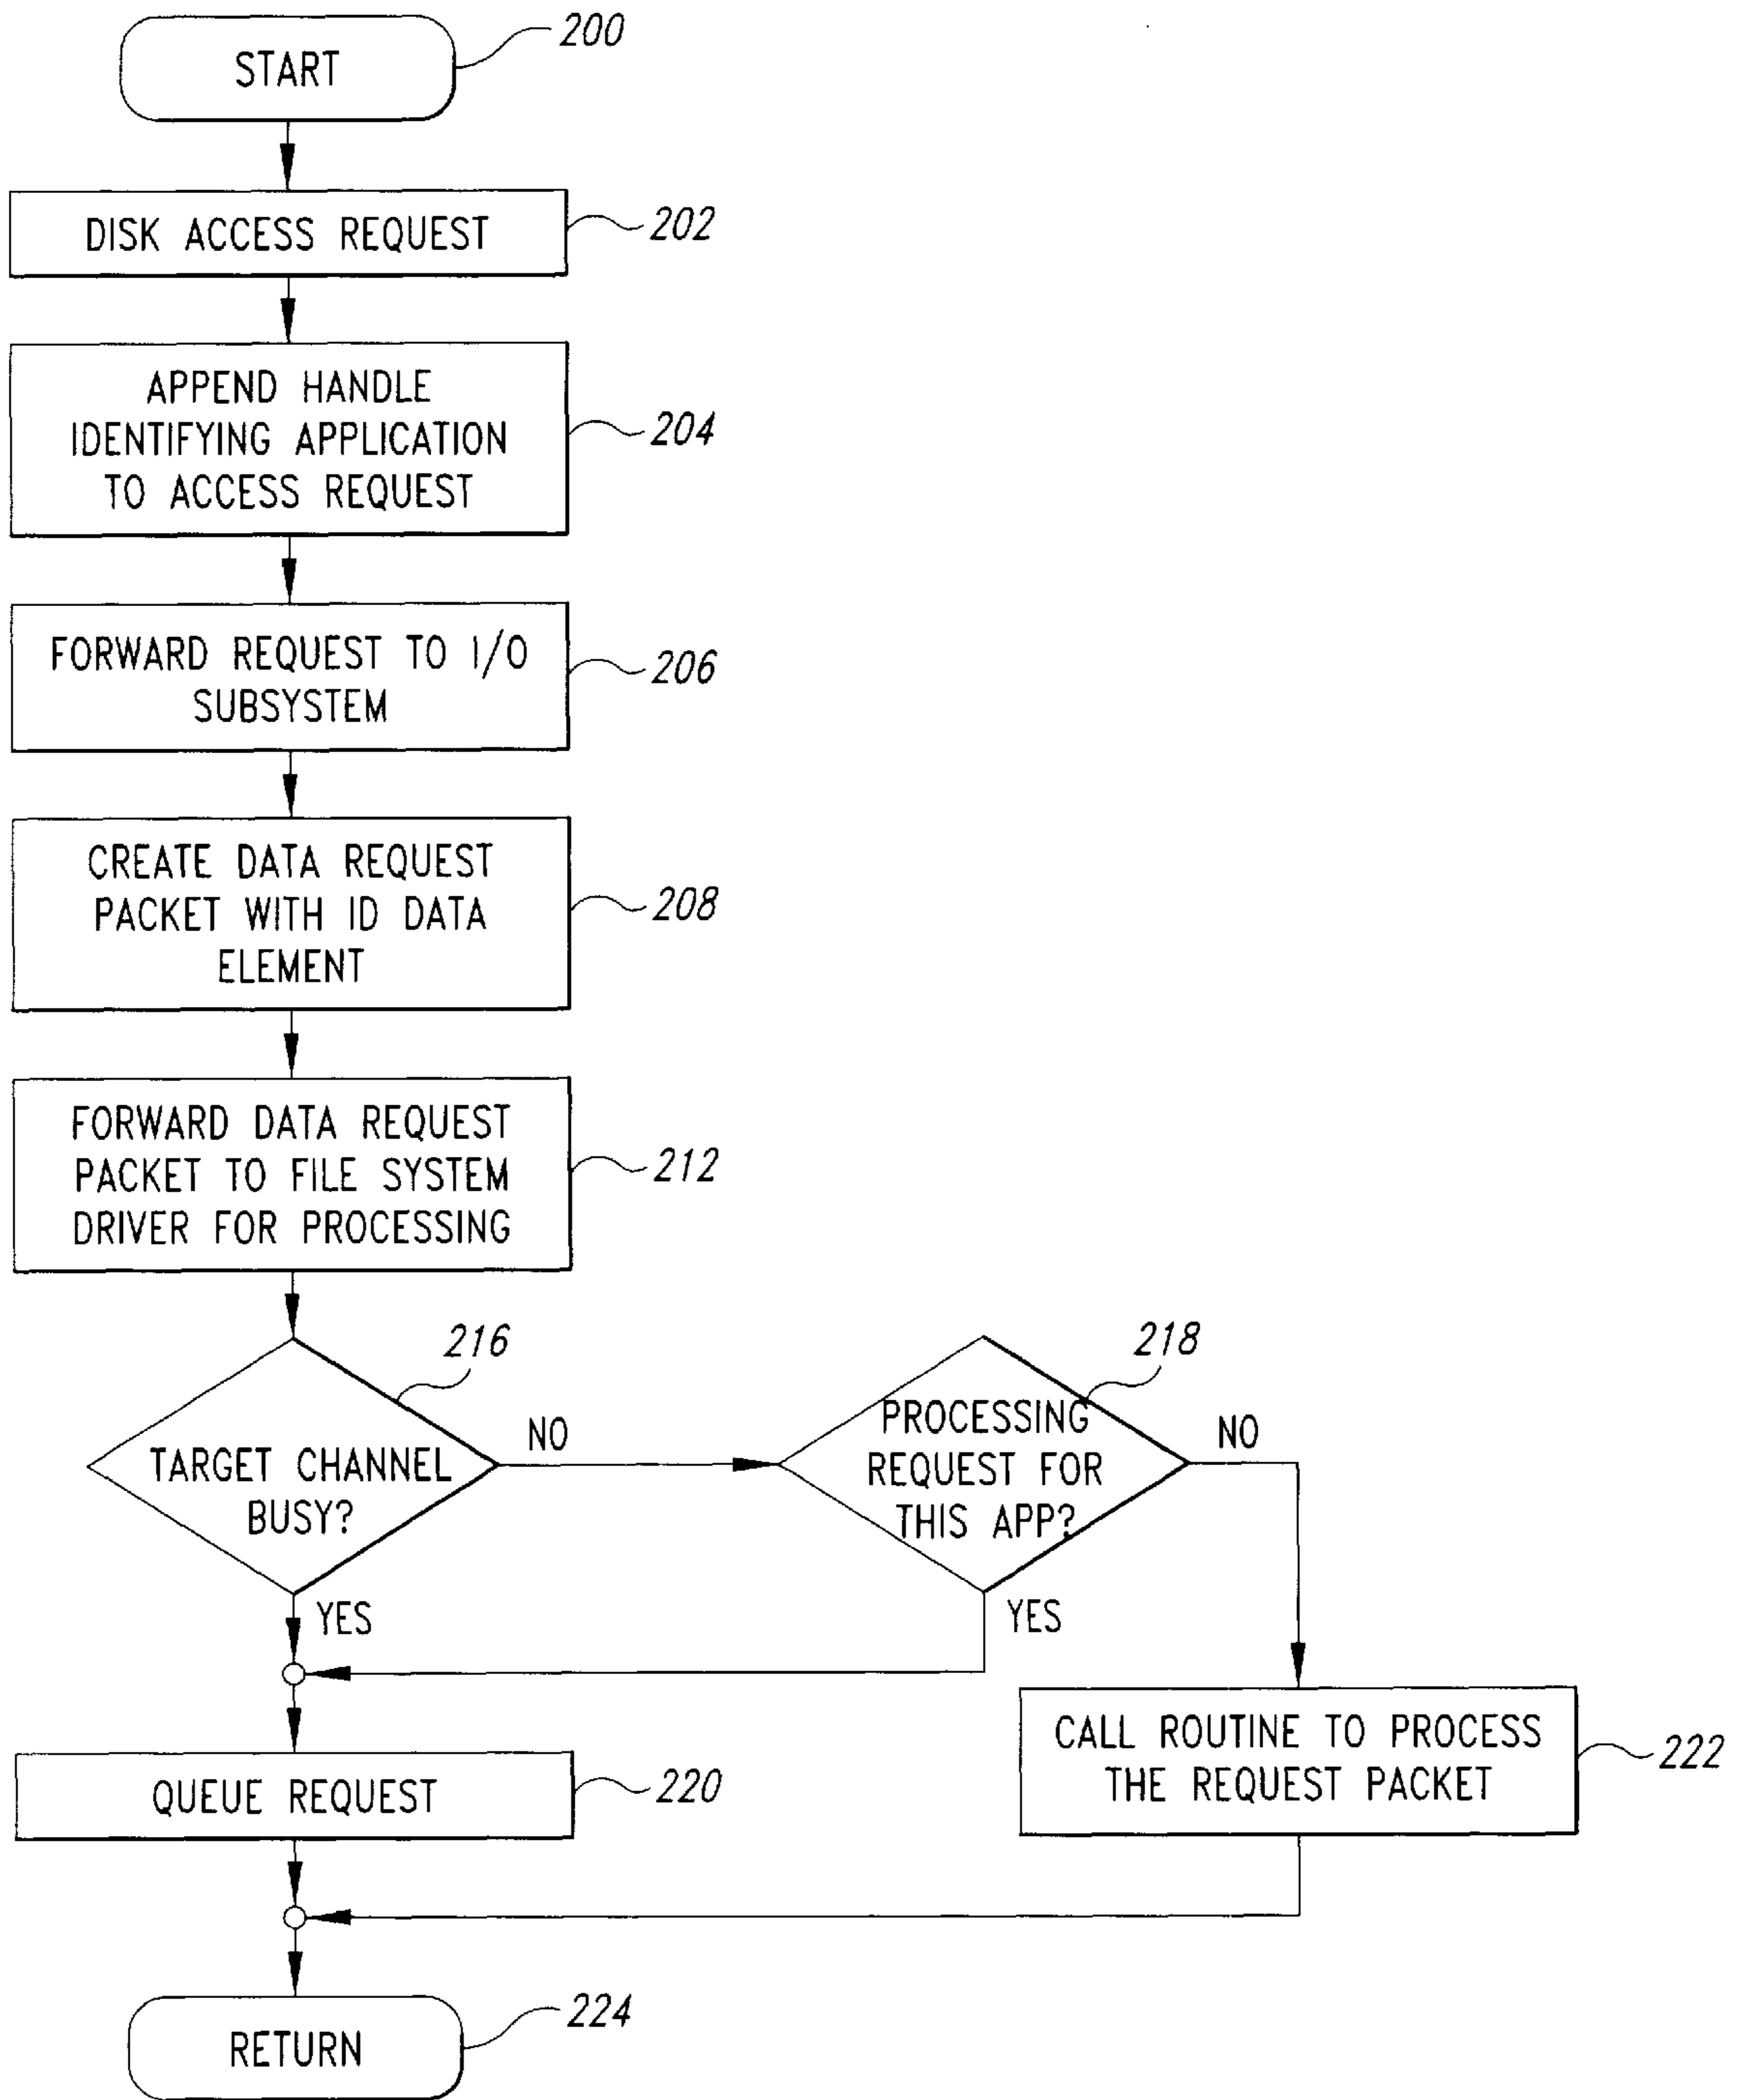 START
200
DISK ACCESS REQUEST
202
APPEND HANDLE
IDENTIFYING APPLICATION
TO ACCESS REQUEST
204
FORWARD REQUEST TO I/O
SUBSYSTEM
206
CREATE DATA REQUEST
PACKET WITH ID DATA
ELEMENT
208
FORWARD DATA REQUEST
PACKET TO FILE SYSTEM
DRIVER FOR PROCESSING
212
216
TARGET CHANNEL
BUSY?
NO
YES
218
PROCESSING
REQUEST FOR
THIS APP?
NO
YES
QUEUE REQUEST
220
CALL ROUTINE TO PROCESS
THE REQUEST PACKET
222
RETURN
224